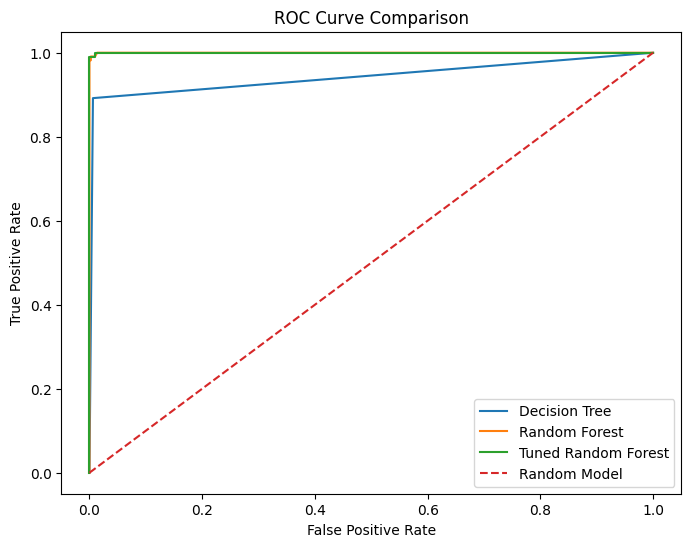 ROC Curve Comparison
True Positive Rate
1.0
0.8
0.6
0.4
0.2
0.0
0.0 0.2 0.4 0.6 0.8 1.0
False Positive Rate
Decision Tree
Random Forest
Tuned Random Forest
Random Model